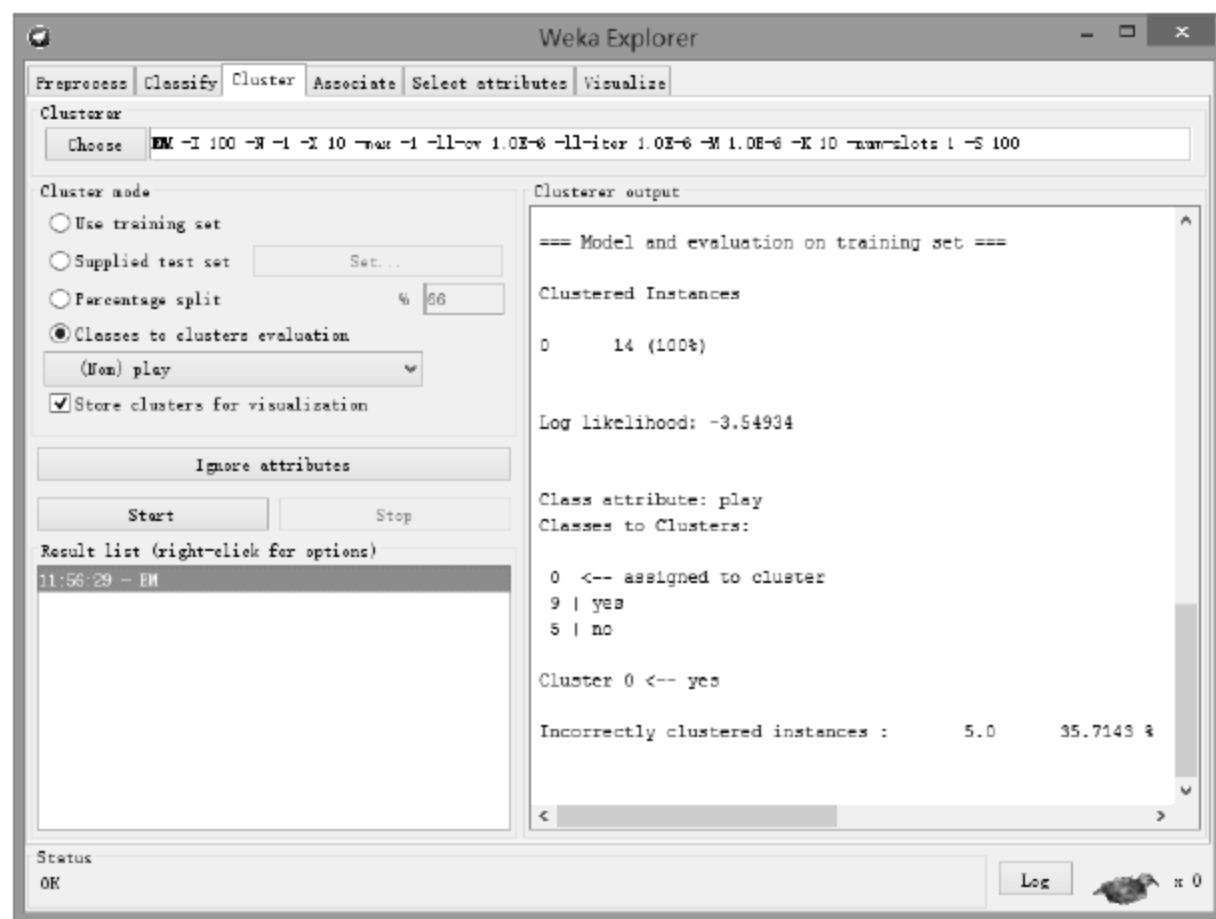 Weka Explorer
Preprocess Classify Cluster Associate Select attributes Visualize
Clusterer
Choose EM -I 100 -N -1 -X 10 -max -1 -ll-cv 1.0E-6 -ll-iter 1.0E-6 -M 1.0E-6 -K 10 -num-slots 1 -S 100
Cluster mode
Use training set
Supplied test set Set...
Percentage split % 66
Classes to clusters evaluation
(Nom) play
Store clusters for visualization
Ignore attributes
Start Stop
Result list (right-click for options)
11:56:29 - EM
Clusterer output
=== Model and evaluation on training set ===
Clustered Instances
0 14 (100%)
Log likelihood: -3.54934
Class attribute: play
Classes to Clusters:
0 <-- assigned to cluster
9 | yes
5 | no
Cluster 0 <-- yes
Incorrectly clustered instances : 5.0 35.7143 %
Status
OK
Log x 0